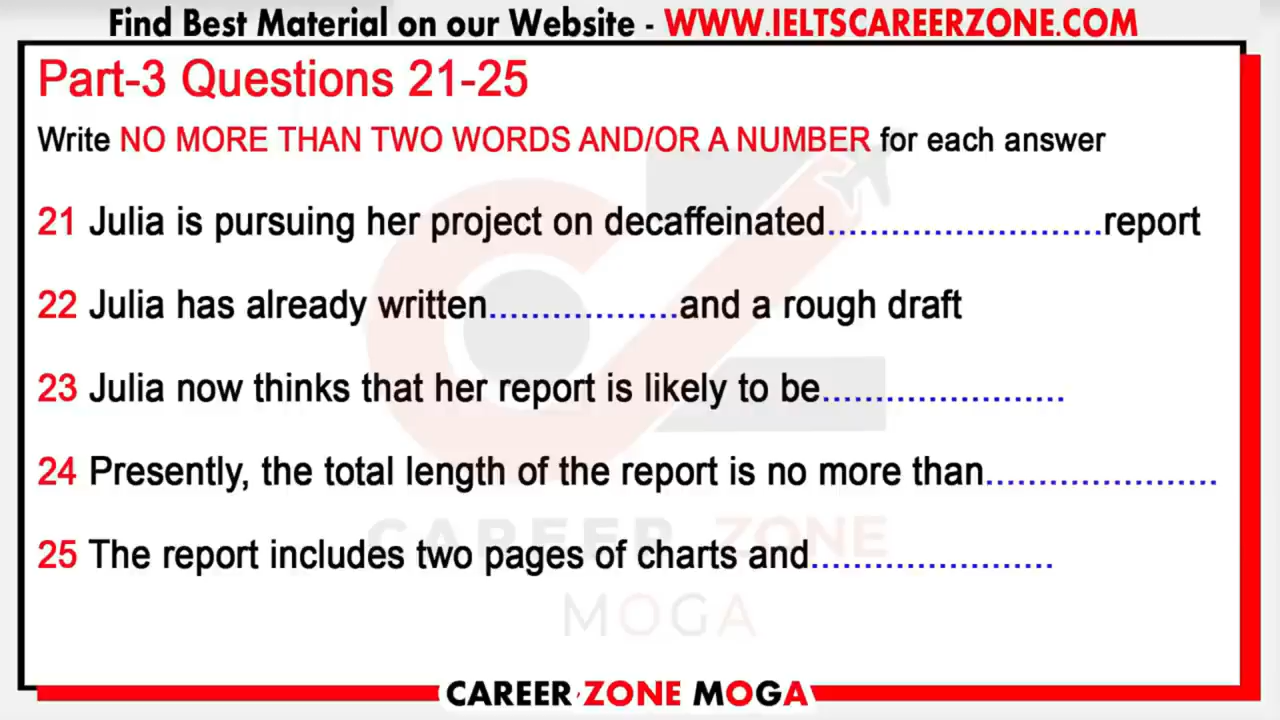 Find Best Material on our Website - WWW.IELTSCAREERZONE.COM
Part-3 Questions 21-25
Write NO MORE THAN TWO WORDS AND/OR A NUMBER for each answer
21 Julia is pursuing her project on decaffeinated..........................report
22 Julia has already written..................and a rough draft
23 Julia now thinks that her report is likely to be.......................
24 Presently, the total length of the report is no more than......................
25 The report includes two pages of charts and.......................
CAREER ZONE
MOGA
CAREER ZONE MOGA